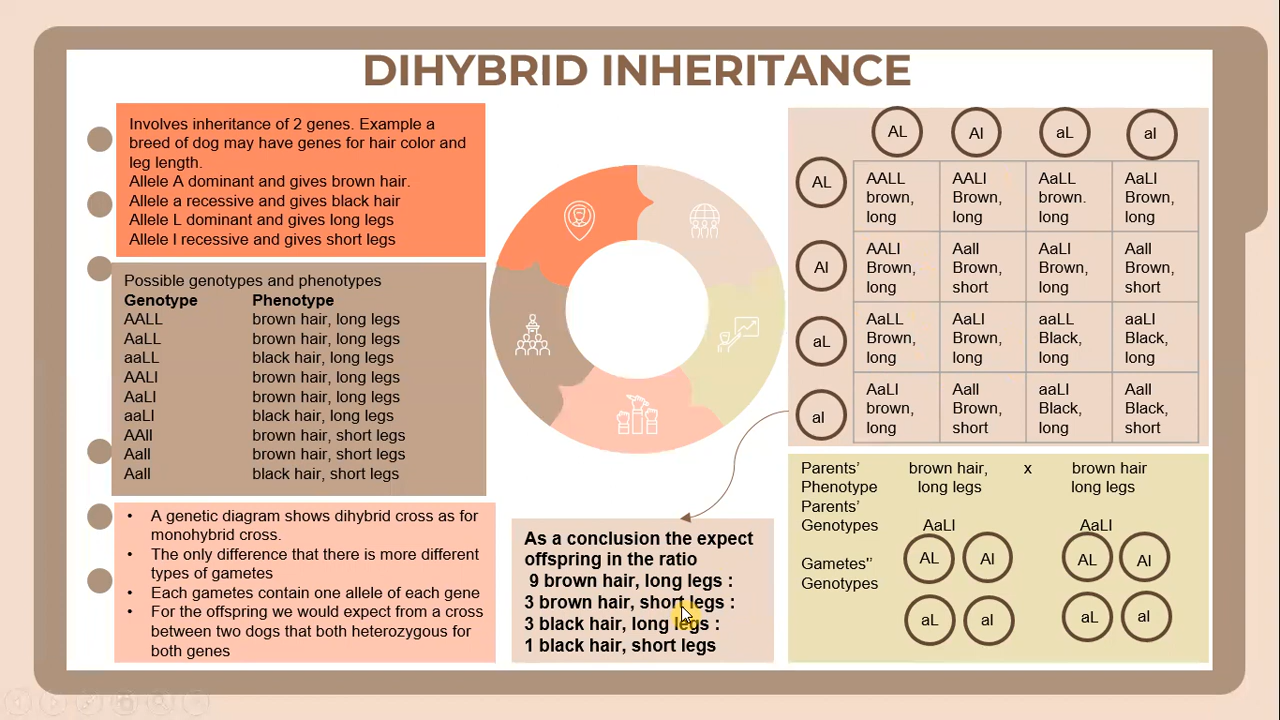 DIHYBRID INHERITANCE
Involves inheritance of 2 genes. Example a
breed of dog may have genes for hair color and
leg length.
Allele A dominant and gives brown hair.
Allele a recessive and gives black hair
Allele L dominant and gives long legs
Allele l recessive and gives short legs
Possible genotypes and phenotypes
Genotype Phenotype
AALL brown hair, long legs
AaLL brown hair, long legs
aaLL black hair, long legs
AALl brown hair, long legs
AaLl brown hair, long legs
aaLl black hair, long legs
AAll brown hair, short legs
Aall brown hair, short legs
Aall black hair, short legs
• A genetic diagram shows dihybrid cross as for
monohybrid cross.
• The only difference that there is more different
types of gametes
• Each gametes contain one allele of each gene
• For the offspring we would expect from a cross
between two dogs that both heterozygous for
both genes
As a conclusion the expect
offspring in the ratio
9 brown hair, long legs :
3 brown hair, short legs :
3 black hair, long legs :
1 black hair, short legs
AL Al aL al
AL
AALL AALl AaLL AaLl
brown, Brown, brown. Brown,
long long long long
Al
AALl Aall AaLl Aall
Brown, Brown, Brown, Brown,
long short long short
aL
AaLL AaLl aaLL aaLl
Brown, Brown, Black, Black,
long long long long
al
AaLl Aall aaLl Aall
brown, Brown, Black, Black,
long short long short
Parents' brown hair, x brown hair
Phenotype long legs long legs
Parents'
Genotypes AaLl AaLl
Gametes'' AL Al AL Al
Genotypes
aL al aL al